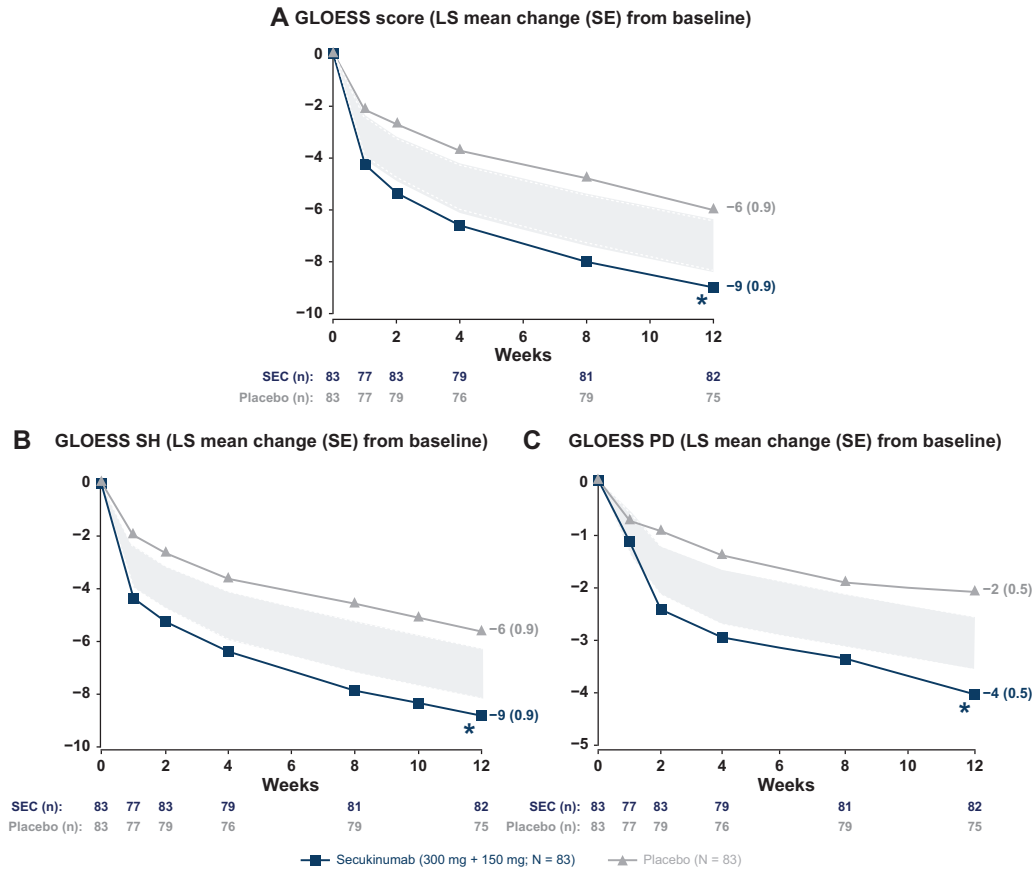 A GLOESS score (LS mean change (SE) from baseline)
0
−2
−4
−6
−8
−10
−6 (0.9)
−9 (0.9)
*
0 2 4 6 8 10 12
Weeks
SEC (n): 83 77 83 79 81 82
Placebo (n): 83 77 79 76 79 75
B GLOESS SH (LS mean change (SE) from baseline)
0
−2
−4
−6
−8
−10
−6 (0.9)
−9 (0.9)
*
0 2 4 6 8 10 12
Weeks
SEC (n): 83 77 83 79 81 82
Placebo (n): 83 77 79 76 79 75
C GLOESS PD (LS mean change (SE) from baseline)
0
−1
−2
−3
−4
−5
−2 (0.5)
−4 (0.5)
*
0 2 4 6 8 10 12
Weeks
SEC (n): 83 77 83 79 81 82
Placebo (n): 83 77 79 76 79 75
Secukinumab (300 mg + 150 mg; N = 83) Placebo (N = 83)